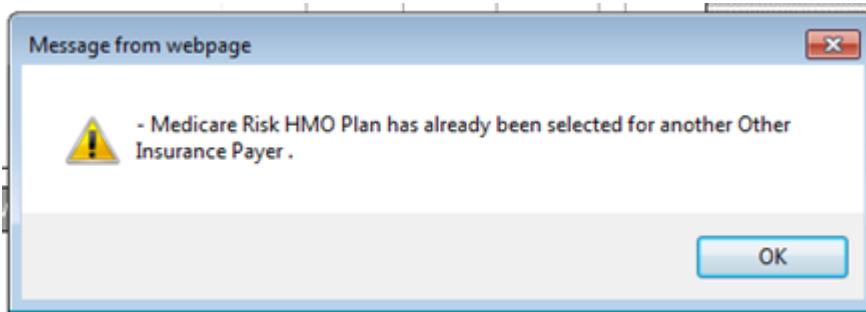 Message from webpage
- Medicare Risk HMO Plan has already been selected for another Other
Insurance Payer .
OK